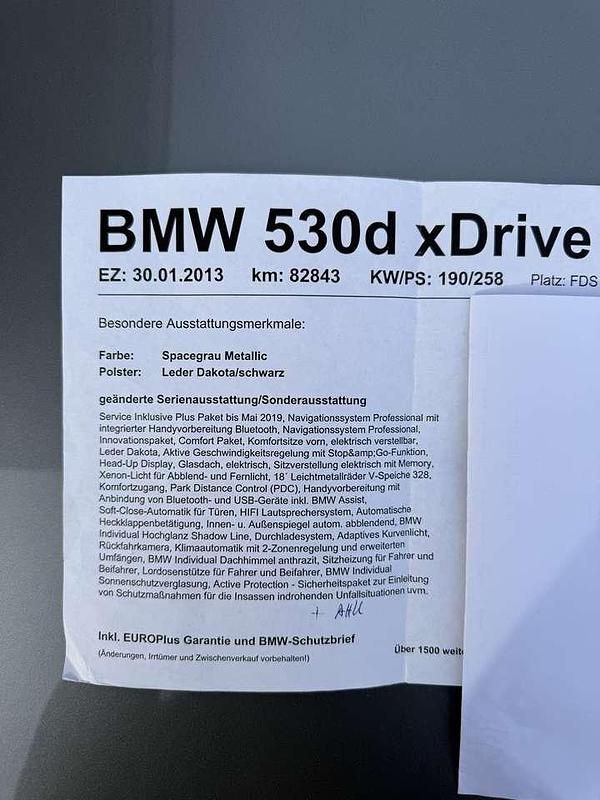 BMW 530d xDrive
EZ: 30.01.2013 km: 82843 KW/PS: 190/258 Platz: FDS
Besondere Ausstattungsmerkmale:
Farbe: Spacegrau Metallic
Polster: Leder Dakota/schwarz
geänderte Serienausstattung/Sonderausstattung
Service Inklusive Plus Paket bis Mai 2019, Navigationssystem Professional mit
integrierter Handyvorbereitung Bluetooth, Navigationssystem Professional,
Innovationspaket, Comfort Paket, Komfortsitze vorn, elektrisch verstellbar,
Leder Dakota, Aktive Geschwindigkeitsregelung mit Stop&amp;Go-Funktion,
Head-Up Display, Glasdach, elektrisch, Sitzverstellung elektrisch mit Memory,
Xenon-Licht für Abblend- und Fernlicht, 18´ Leichtmetallräder V-Speiche 328,
Komfortzugang, Park Distance Control (PDC), Handyvorbereitung mit
Anbindung von Bluetooth- und USB-Geräte inkl. BMW Assist,
Soft-Close-Automatik für Türen, HIFI Lautsprechersystem, Automatische
Heckklappenbetätigung, Innen- u. Außenspiegel autom. abblendend, BMW
Individual Hochglanz Shadow Line, Durchladesystem, Adaptives Kurvenlicht,
Rückfahrkamera, Klimaautomatik mit 2-Zonenregelung und erweiterten
Umfängen, BMW Individual Dachhimmel anthrazit, Sitzheizung für Fahrer und
Beifahrer, Lordosenstütze für Fahrer und Beifahrer, BMW Individual
Sonnenschutzverglasung, Active Protection - Sicherheitspaket zur Einleitung
von Schutzmaßnahmen für die Insassen indrohenden Unfallsituationen uvm.
+ AHK
Inkl. EUROPlus Garantie und BMW-Schutzbrief
(Änderungen, Irrtümer und Zwischenverkauf vorbehalten!)
Über 1500 weite